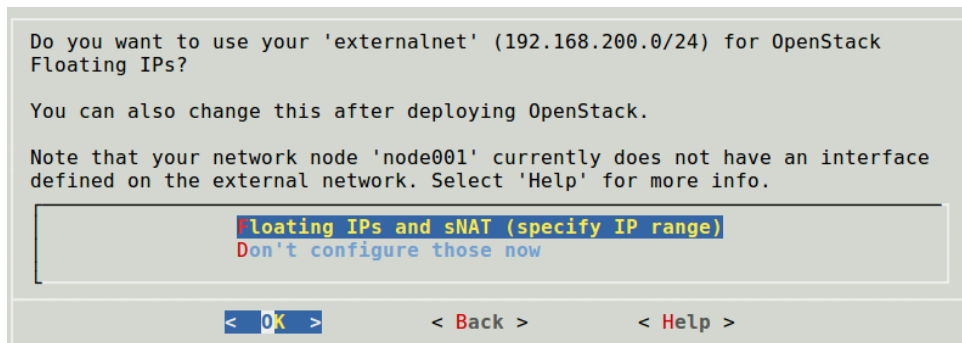 Do you want to use your 'externalnet' (192.168.200.0/24) for OpenStack
Floating IPs?
You can also change this after deploying OpenStack.
Note that your network node 'node001' currently does not have an interface
defined on the external network. Select 'Help' for more info.
Floating IPs and sNAT (specify IP range)
Don't configure those now
< OK > < Back > < Help >